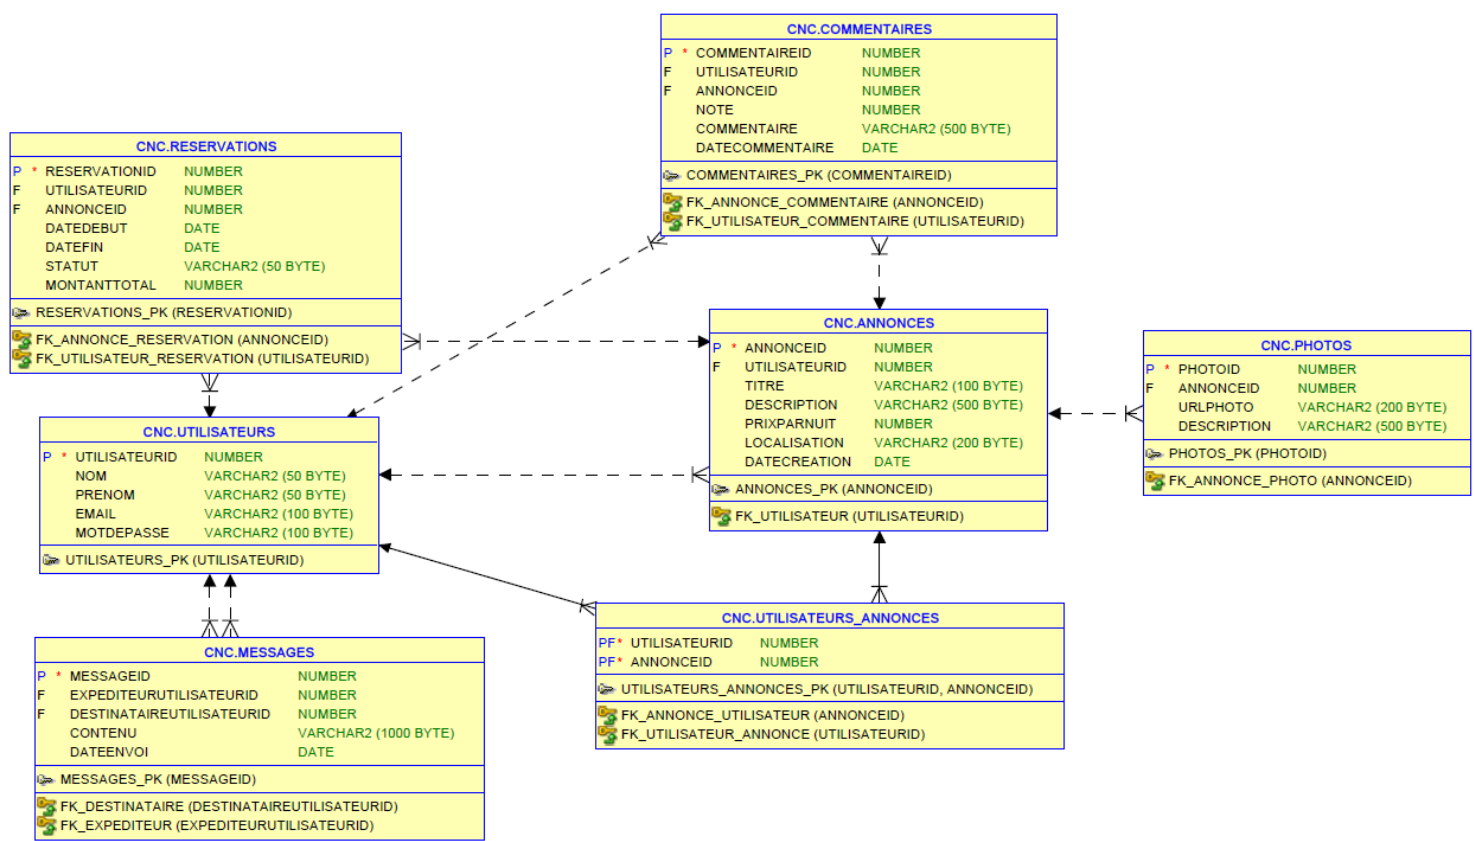 CNC.COMMENTAIRES
P * COMMENTAIREID NUMBER
F UTILISATEURID NUMBER
F ANNONCEID NUMBER
NOTE NUMBER
COMMENTAIRE VARCHAR2 (500 BYTE)
DATECOMMENTAIRE DATE
COMMENTAIRES_PK (COMMENTAIREID)
FK_ANNONCE_COMMENTAIRE (ANNONCEID)
FK_UTILISATEUR_COMMENTAIRE (UTILISATEURID)
CNC.RESERVATIONS
P * RESERVATIONID NUMBER
F UTILISATEURID NUMBER
F ANNONCEID NUMBER
DATEDEBUT DATE
DATEFIN DATE
STATUT VARCHAR2 (50 BYTE)
MONTANTTOTAL NUMBER
RESERVATIONS_PK (RESERVATIONID)
FK_ANNONCE_RESERVATION (ANNONCEID)
FK_UTILISATEUR_RESERVATION (UTILISATEURID)
CNC.ANNONCES
P * ANNONCEID NUMBER
F UTILISATEURID NUMBER
TITRE VARCHAR2 (100 BYTE)
DESCRIPTION VARCHAR2 (500 BYTE)
PRIXPARNUIT NUMBER
LOCALISATION VARCHAR2 (200 BYTE)
DATECREATION DATE
ANNONCES_PK (ANNONCEID)
FK_UTILISATEUR (UTILISATEURID)
CNC.PHOTOS
P * PHOTOID NUMBER
F ANNONCEID NUMBER
URLPHOTO VARCHAR2 (200 BYTE)
DESCRIPTION VARCHAR2 (500 BYTE)
PHOTOS_PK (PHOTOID)
FK_ANNONCE_PHOTO (ANNONCEID)
CNC.UTILISATEURS
P * UTILISATEURID NUMBER
NOM VARCHAR2 (50 BYTE)
PRENOM VARCHAR2 (50 BYTE)
EMAIL VARCHAR2 (100 BYTE)
MOTDEPASSE VARCHAR2 (100 BYTE)
UTILISATEURS_PK (UTILISATEURID)
CNC.UTILISATEURS_ANNONCES
PF* UTILISATEURID NUMBER
PF* ANNONCEID NUMBER
UTILISATEURS_ANNONCES_PK (UTILISATEURID, ANNONCEID)
FK_ANNONCE_UTILISATEUR (ANNONCEID)
FK_UTILISATEUR_ANNONCE (UTILISATEURID)
CNC.MESSAGES
P * MESSAGEID NUMBER
F EXPEDITEURUTILISATEURID NUMBER
F DESTINATAIREUTILISATEURID NUMBER
CONTENU VARCHAR2 (1000 BYTE)
DATEENVOI DATE
MESSAGES_PK (MESSAGEID)
FK_DESTINATAIRE (DESTINATAIREUTILISATEURID)
FK_EXPEDITEUR (EXPEDITEURUTILISATEURID)